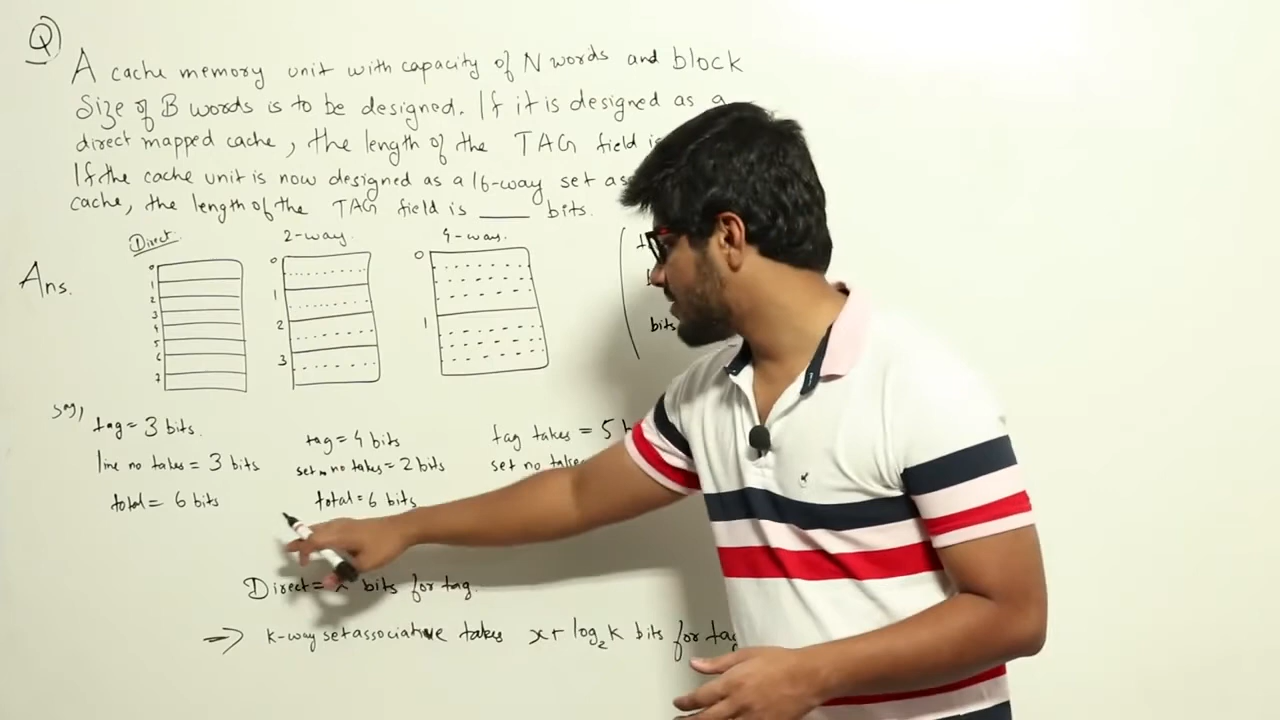 Q
A cache memory unit with capacity of N words and block
size of B words is to be designed. If it is designed as a
direct mapped cache, the length of the TAG field is
If the cache unit is now designed as a 16-way set ass
cache, the length of the TAG field is ____ bits.
Ans.
Direct 2-way 4-way.
0 1 2 3 4 5 6 7
0 1 2 3
0 1
bits
Say,
tag = 3 bits.
line no takes = 3 bits
total = 6 bits
tag = 4 bits
set no takes = 2 bits
total = 6 bits
tag takes = 5 b
set no takes
Direct = x bits for tag.
⇒ k-way set associative takes x + log₂k bits for tag